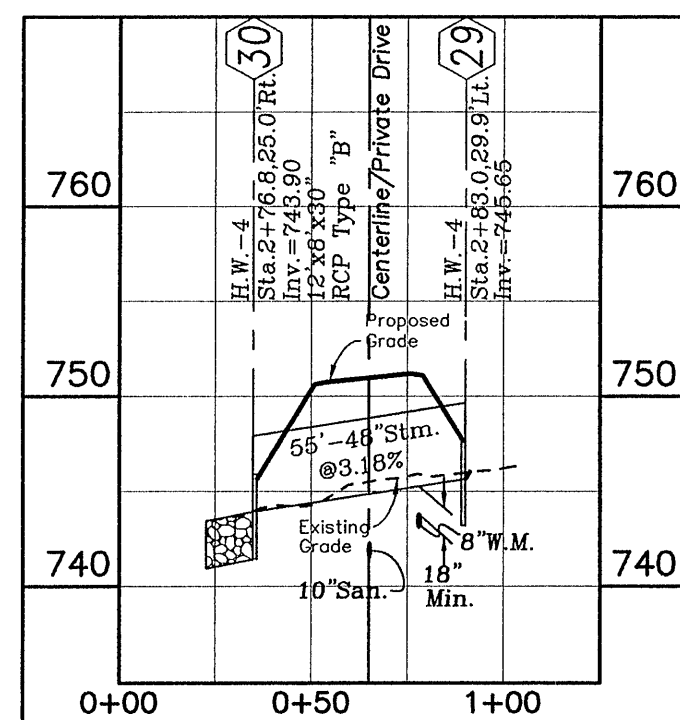 30
H.W.-4
Sta.2+76.8,25.0'Rt.
Inv.=743.90
12'x8'x30"
RCP Type "B"
Centerline/Private Drive
29
H.W.-4
Sta.2+83.0,29.9'Lt.
Inv.=745.65
760
760
Proposed
Grade
750
750
55'-48"Stm.
@3.18%
Existing
Grade
8"W.M.
740
740
10"San.
18"
Min.
0+00
0+50
1+00